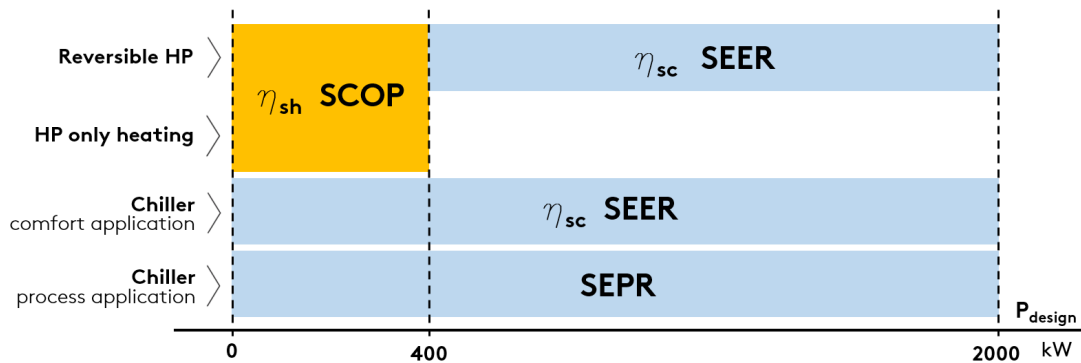 Reversible HP
η_sc SEER
η_sh SCOP
HP only heating
Chiller
comfort application
η_sc SEER
Chiller
process application
SEPR
P_design
0
400
2000
kW